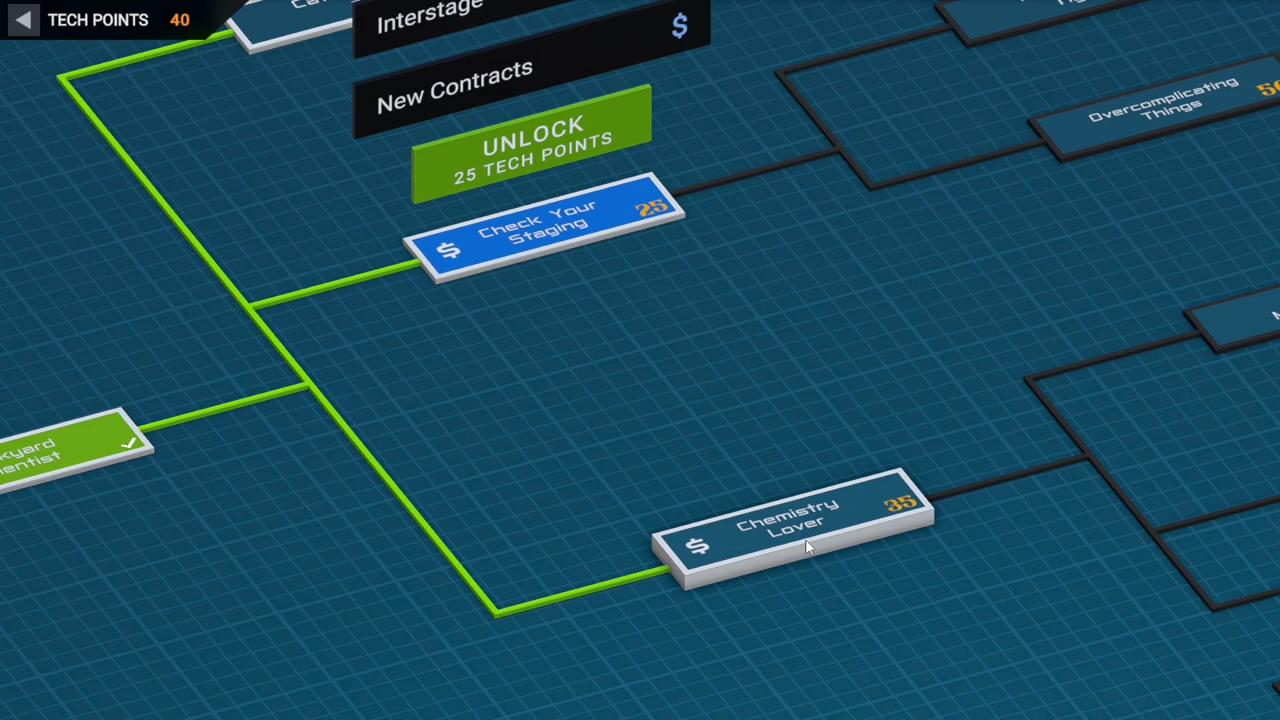 TECH POINTS 40
Interstage
New Contracts $
UNLOCK
25 TECH POINTS
$ Check Your
Staging 25
Overcomplicating
Things
$ Chemistry
Lover 35